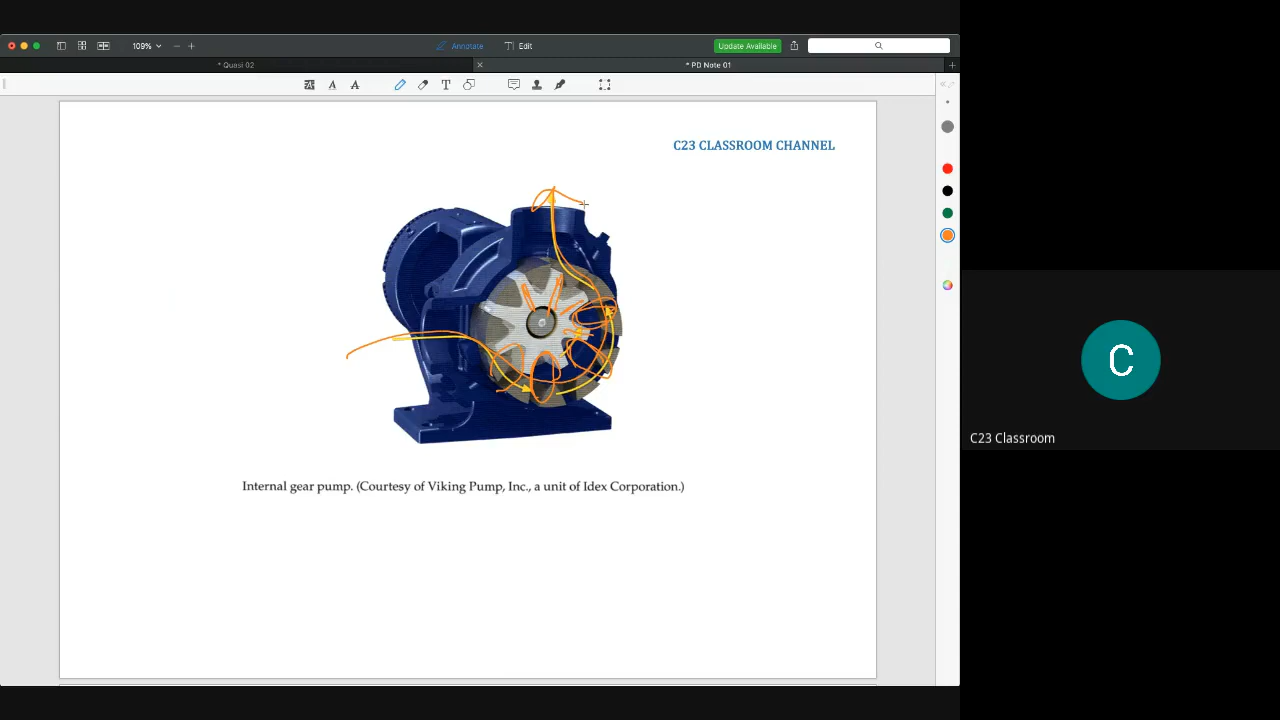 109%
Annotate
Edit
Update Available
* Quasi 02
* PD Note 01
A
A
T
C23 CLASSROOM CHANNEL
Internal gear pump. (Courtesy of Viking Pump, Inc., a unit of Idex Corporation.)
C
C23 Classroom